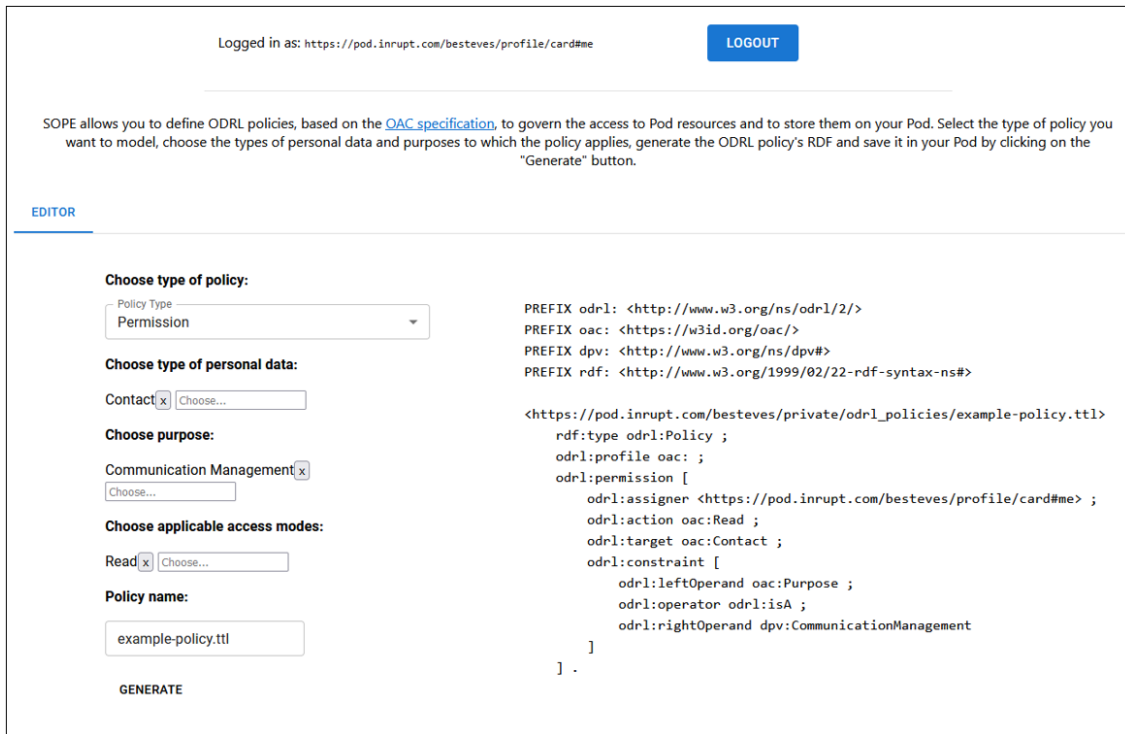 Logged in as: https://pod.inrupt.com/besteves/profile/card#me
LOGOUT
SOPE allows you to define ODRL policies, based on the OAC specification, to govern the access to Pod resources and to store them on your Pod. Select the type of policy you
want to model, choose the types of personal data and purposes to which the policy applies, generate the ODRL policy's RDF and save it in your Pod by clicking on the
"Generate" button.
EDITOR
Choose type of policy:
Policy Type
Permission
Choose type of personal data:
Contact x Choose...
Choose purpose:
Communication Management x
Choose...
Choose applicable access modes:
Read x Choose...
Policy name:
example-policy.ttl
GENERATE
PREFIX odrl: <http://www.w3.org/ns/odrl/2/>
PREFIX oac: <https://w3id.org/oac/>
PREFIX dpv: <http://www.w3.org/ns/dpv#>
PREFIX rdf: <http://www.w3.org/1999/02/22-rdf-syntax-ns#>
<https://pod.inrupt.com/besteves/private/odrl_policies/example-policy.ttl>
    rdf:type odrl:Policy ;
    odrl:profile oac: ;
    odrl:permission [
        odrl:assigner <https://pod.inrupt.com/besteves/profile/card#me> ;
        odrl:action oac:Read ;
        odrl:target oac:Contact ;
        odrl:constraint [
            odrl:leftOperand oac:Purpose ;
            odrl:operator odrl:isA ;
            odrl:rightOperand dpv:CommunicationManagement
        ]
    ] .